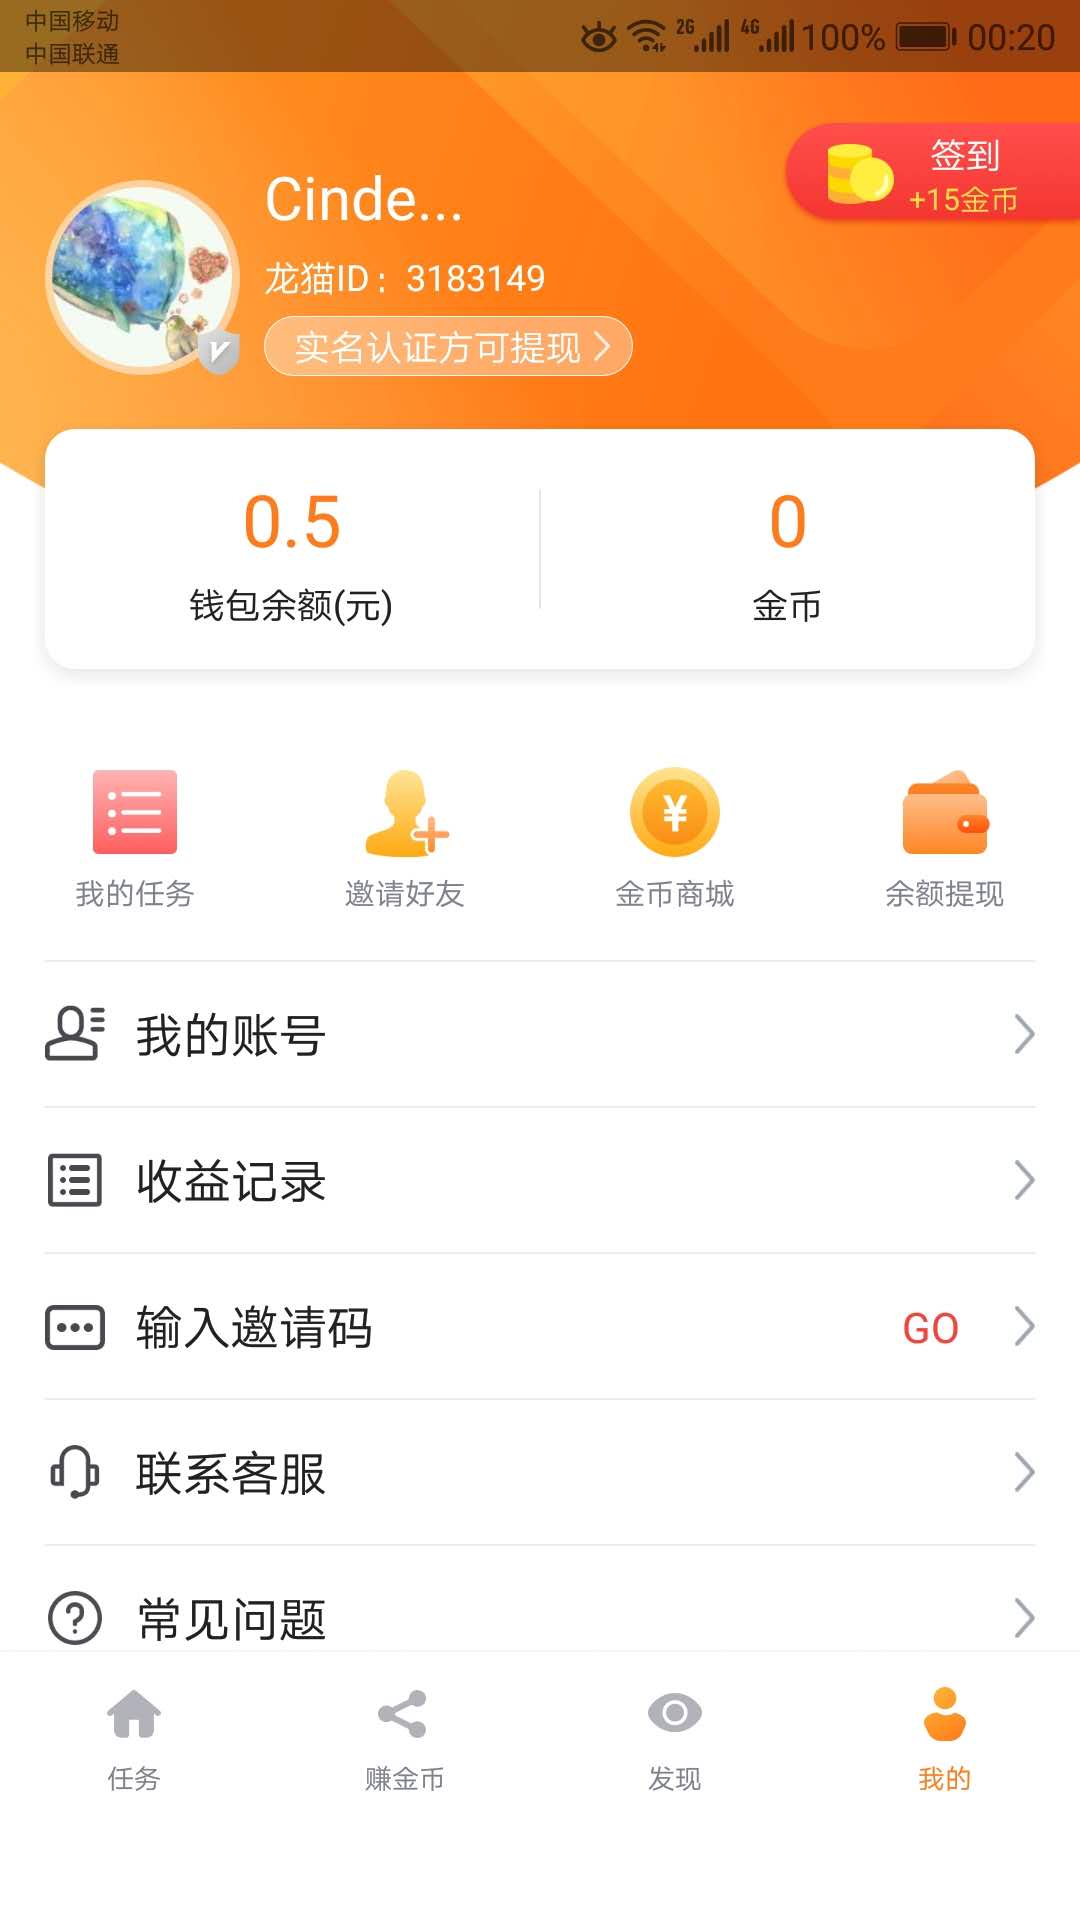 中国移动
中国联通
2G
4G
100%
00:20
签到
+15金币
Cinde...
龙猫ID：3183149
实名认证方可提现
0.5
钱包余额(元)
0
金币
我的任务
邀请好友
金币商城
余额提现
我的账号
收益记录
输入邀请码
GO
联系客服
常见问题
任务
赚金币
发现
我的